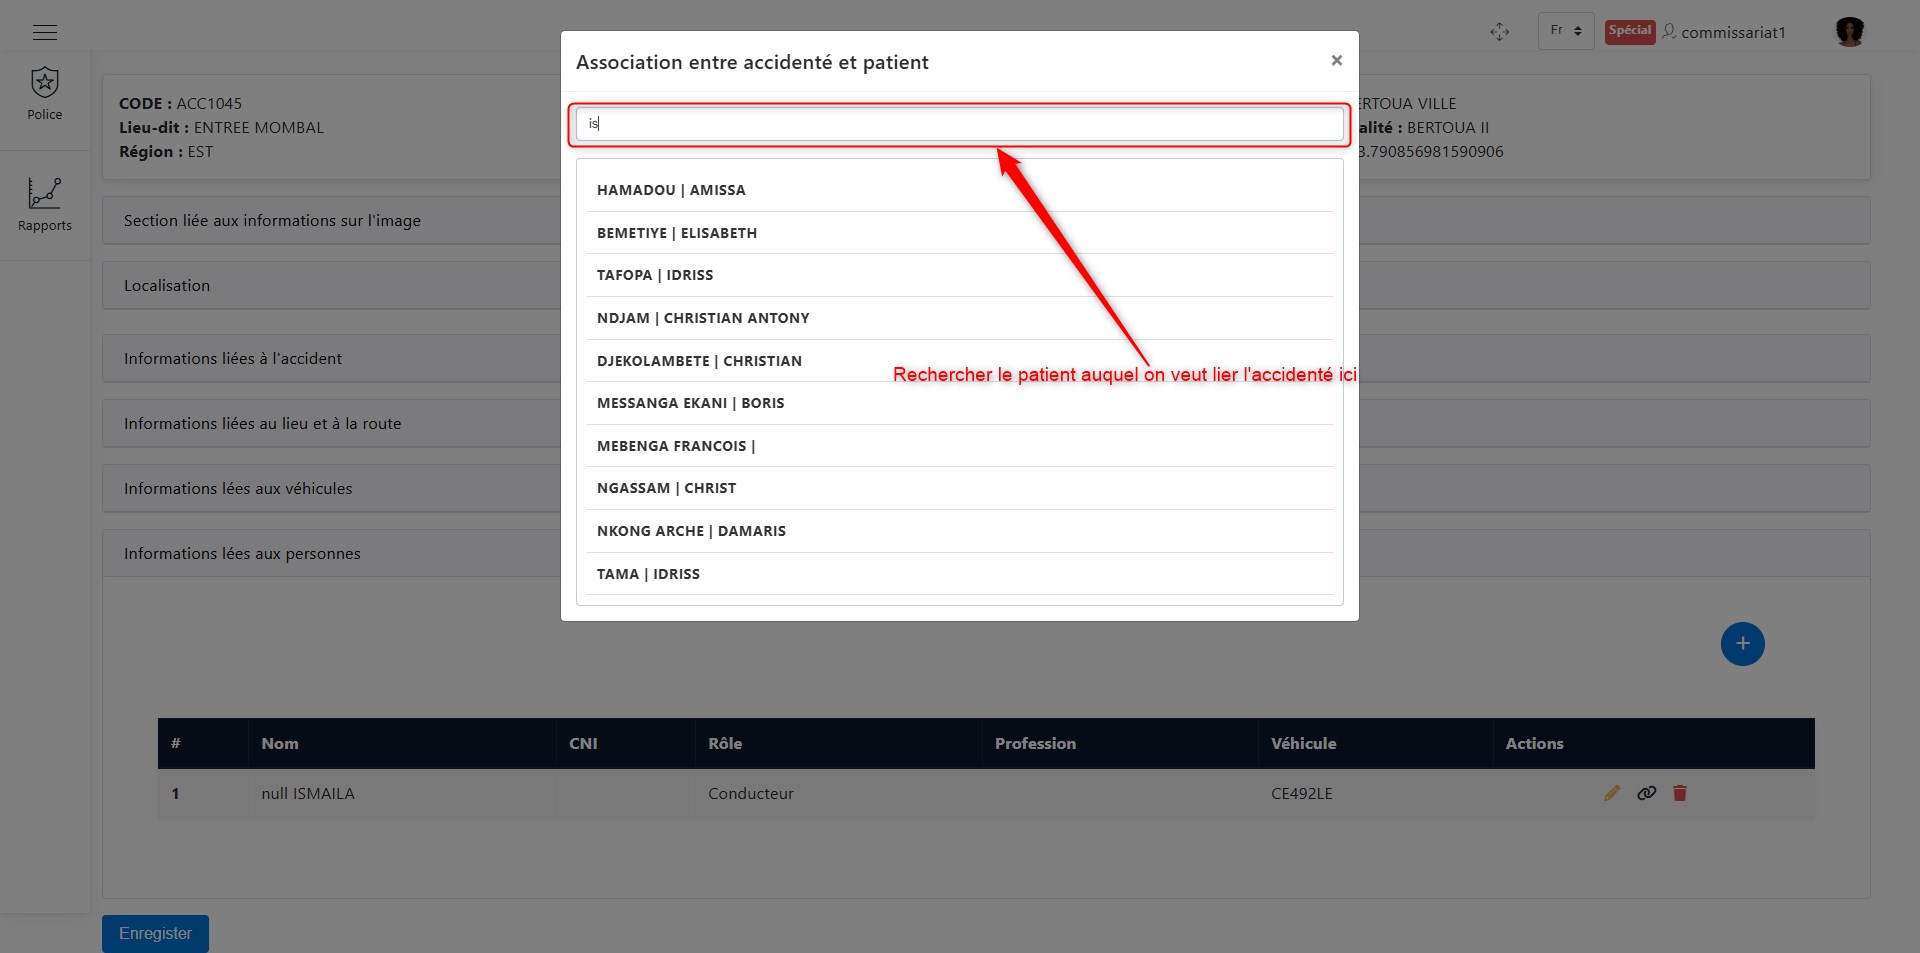 Fr
Spécial
commissariat1
Association entre accidenté et patient
×
Police
Rapports
CODE : ACC1045
Lieu-dit : ENTREE MOMBAL
Région : EST
ERTOUA VILLE
alité : BERTOUA II
3.790856981590906
is
HAMADOU | AMISSA
BEMETIYE | ELISABETH
TAFOPA | IDRISS
NDJAM | CHRISTIAN ANTONY
DJEKOLAMBETE | CHRISTIAN
MESSANGA EKANI | BORIS
MEBENGA FRANCOIS |
NGASSAM | CHRIST
NKONG ARCHE | DAMARIS
TAMA | IDRISS
Rechercher le patient auquel on veut lier l'accidenté ici
Section liée aux informations sur l'image
Localisation
Informations liées à l'accident
Informations liées au lieu et à la route
Informations lées aux véhicules
Informations lées aux personnes
+
# Nom CNI Rôle Profession Véhicule Actions
1 null ISMAILA Conducteur CE492LE
Enregister